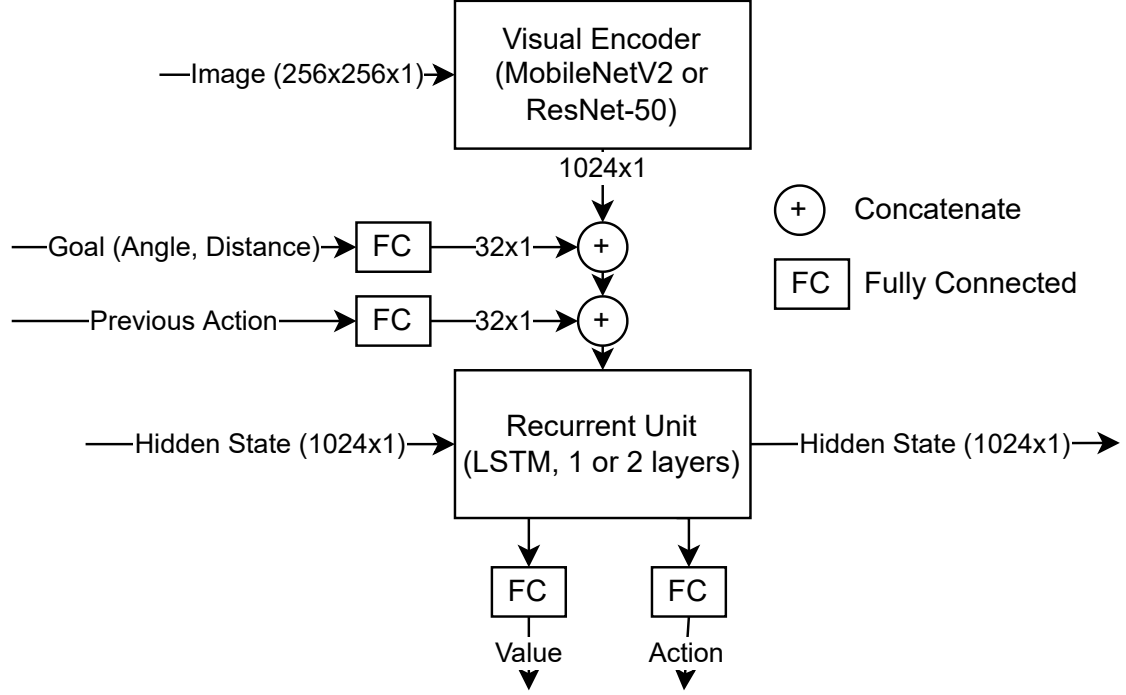 Visual Encoder
(MobileNetV2 or
ResNet-50)
Image (256x256x1)
1024x1
+ Concatenate
Goal (Angle, Distance) FC 32x1 +
FC Fully Connected
Previous Action FC 32x1 +
Recurrent Unit
(LSTM, 1 or 2 layers)
Hidden State (1024x1)
Hidden State (1024x1)
FC FC
Value Action